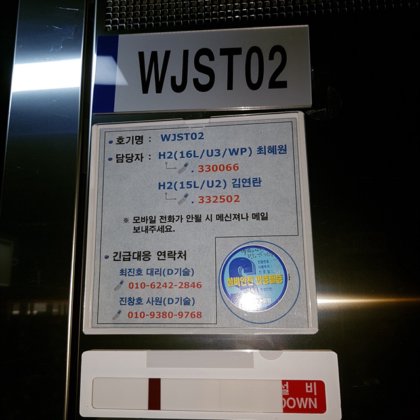 WJST02
• 호기명 : WJST02
• 담당자 : H2(16L/U3/WP) 최혜원
. 330066
H2(15L/U2) 김연란
. 332502
※ 모바일 전화가 안될 시 메신져나 메일
보내주세요.
• 긴급대응 연락처
최진호 대리(D기술)
010-6242-2846
진창호 사원(D기술)
010-9380-9768
설 비
DOWN